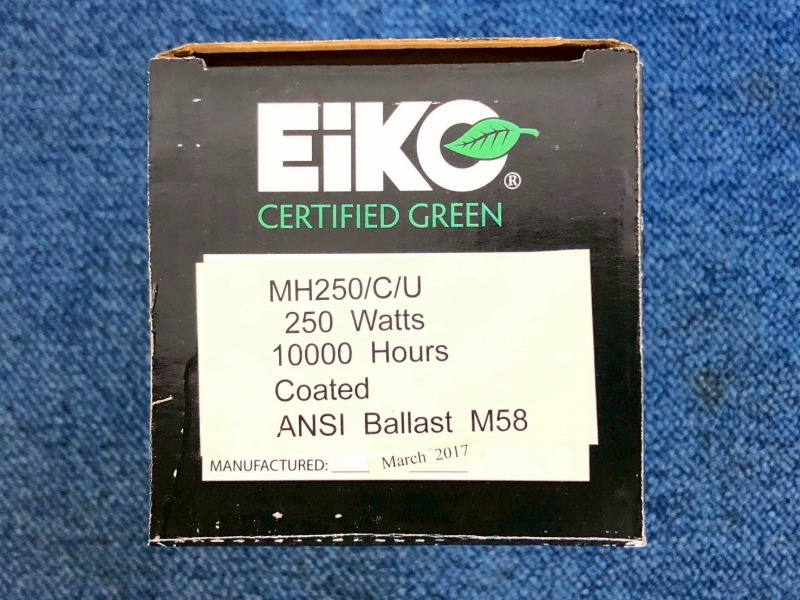 EiKO®
CERTIFIED GREEN
MH250/C/U
250 Watts
10000 Hours
Coated
ANSI Ballast M58
MANUFACTURED: March 2017